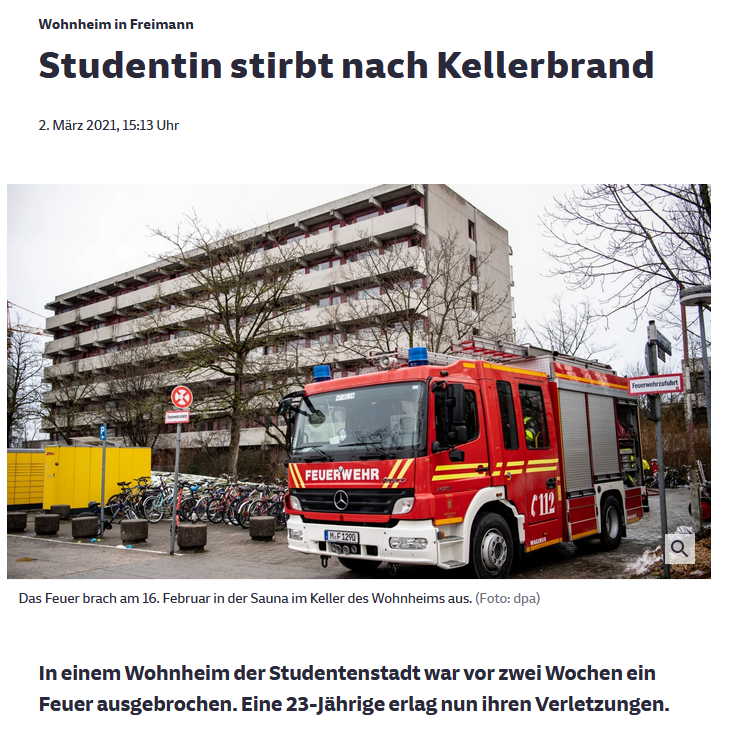 Wohnheim in Freimann
Studentin stirbt nach Kellerbrand
2. März 2021, 15:13 Uhr
Feuerwehrzufahrt
FEUERWEHR
112
M-F 1290
Das Feuer brach am 16. Februar in der Sauna im Keller des Wohnheims aus. (Foto: dpa)
In einem Wohnheim der Studentenstadt war vor zwei Wochen ein
Feuer ausgebrochen. Eine 23-Jährige erlag nun ihren Verletzungen.